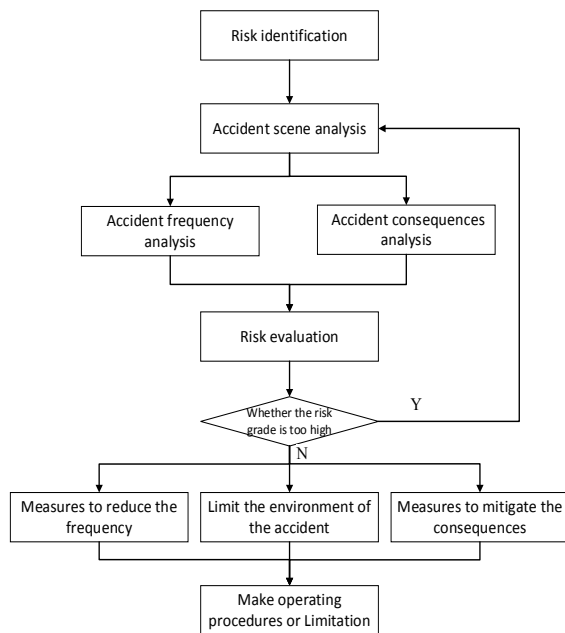 Risk identification
Accident scene analysis
Accident frequency
analysis
Accident consequences
analysis
Risk evaluation
Whether the risk
grade is too high
Y
N
Measures to reduce the
frequency
Limit the environment of
the accident
Measures to mitigate the
consequences
Make operating
procedures or Limitation